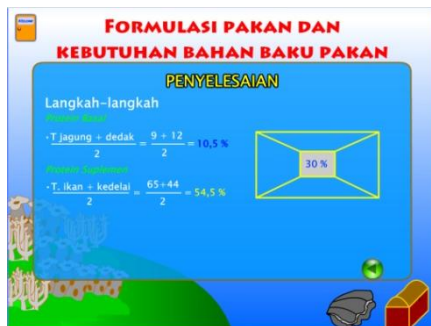 FORMULASI PAKAN DAN
KEBUTUHAN BAHAN BAKU PAKAN
PENYELESAIAN
Langkah-langkah
Protein Basal
·T jagung + dedak / 2 = 9 + 12 / 2 = 10,5 %
Protein Suplemen
·T. ikan + kedelai / 2 = 65+44 / 2 = 54,5 %
30 %